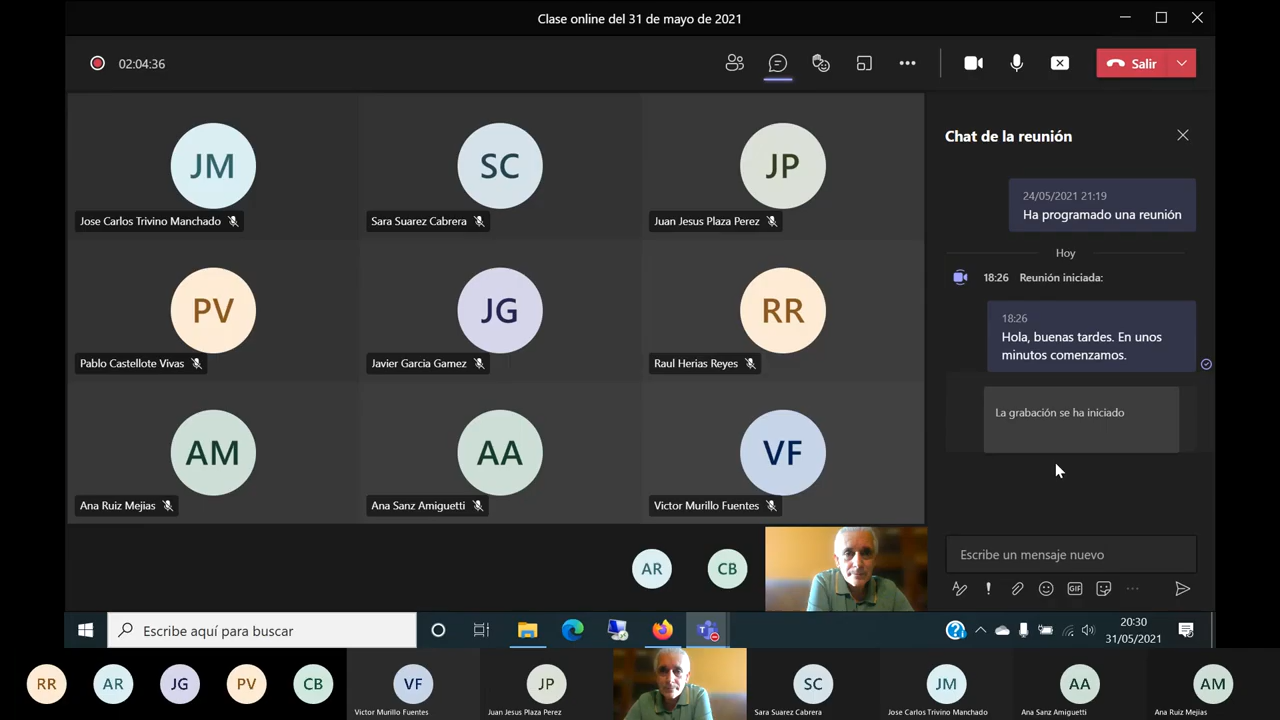 Clase online del 31 de mayo de 2021
02:04:36
Salir
JM
Jose Carlos Trivino Manchado
SC
Sara Suarez Cabrera
JP
Juan Jesus Plaza Perez
PV
Pablo Castellote Vivas
JG
Javier Garcia Gamez
RR
Raul Herias Reyes
AM
Ana Ruiz Mejias
AA
Ana Sanz Amiguetti
VF
Victor Murillo Fuentes
AR
CB
Chat de la reunión
24/05/2021 21:19
Ha programado una reunión
Hoy
18:26 Reunión iniciada:
18:26
Hola, buenas tardes. En unos
minutos comenzamos.
La grabación se ha iniciado
Escribe un mensaje nuevo
GIF
Escribe aquí para buscar
20:30
31/05/2021
RR
AR
JG
PV
CB
VF
Victor Murillo Fuentes
JP
Juan Jesus Plaza Perez
SC
Sara Suarez Cabrera
JM
Jose Carlos Trivino Manchado
AA
Ana Sanz Amiguetti
AM
Ana Ruiz Mejias